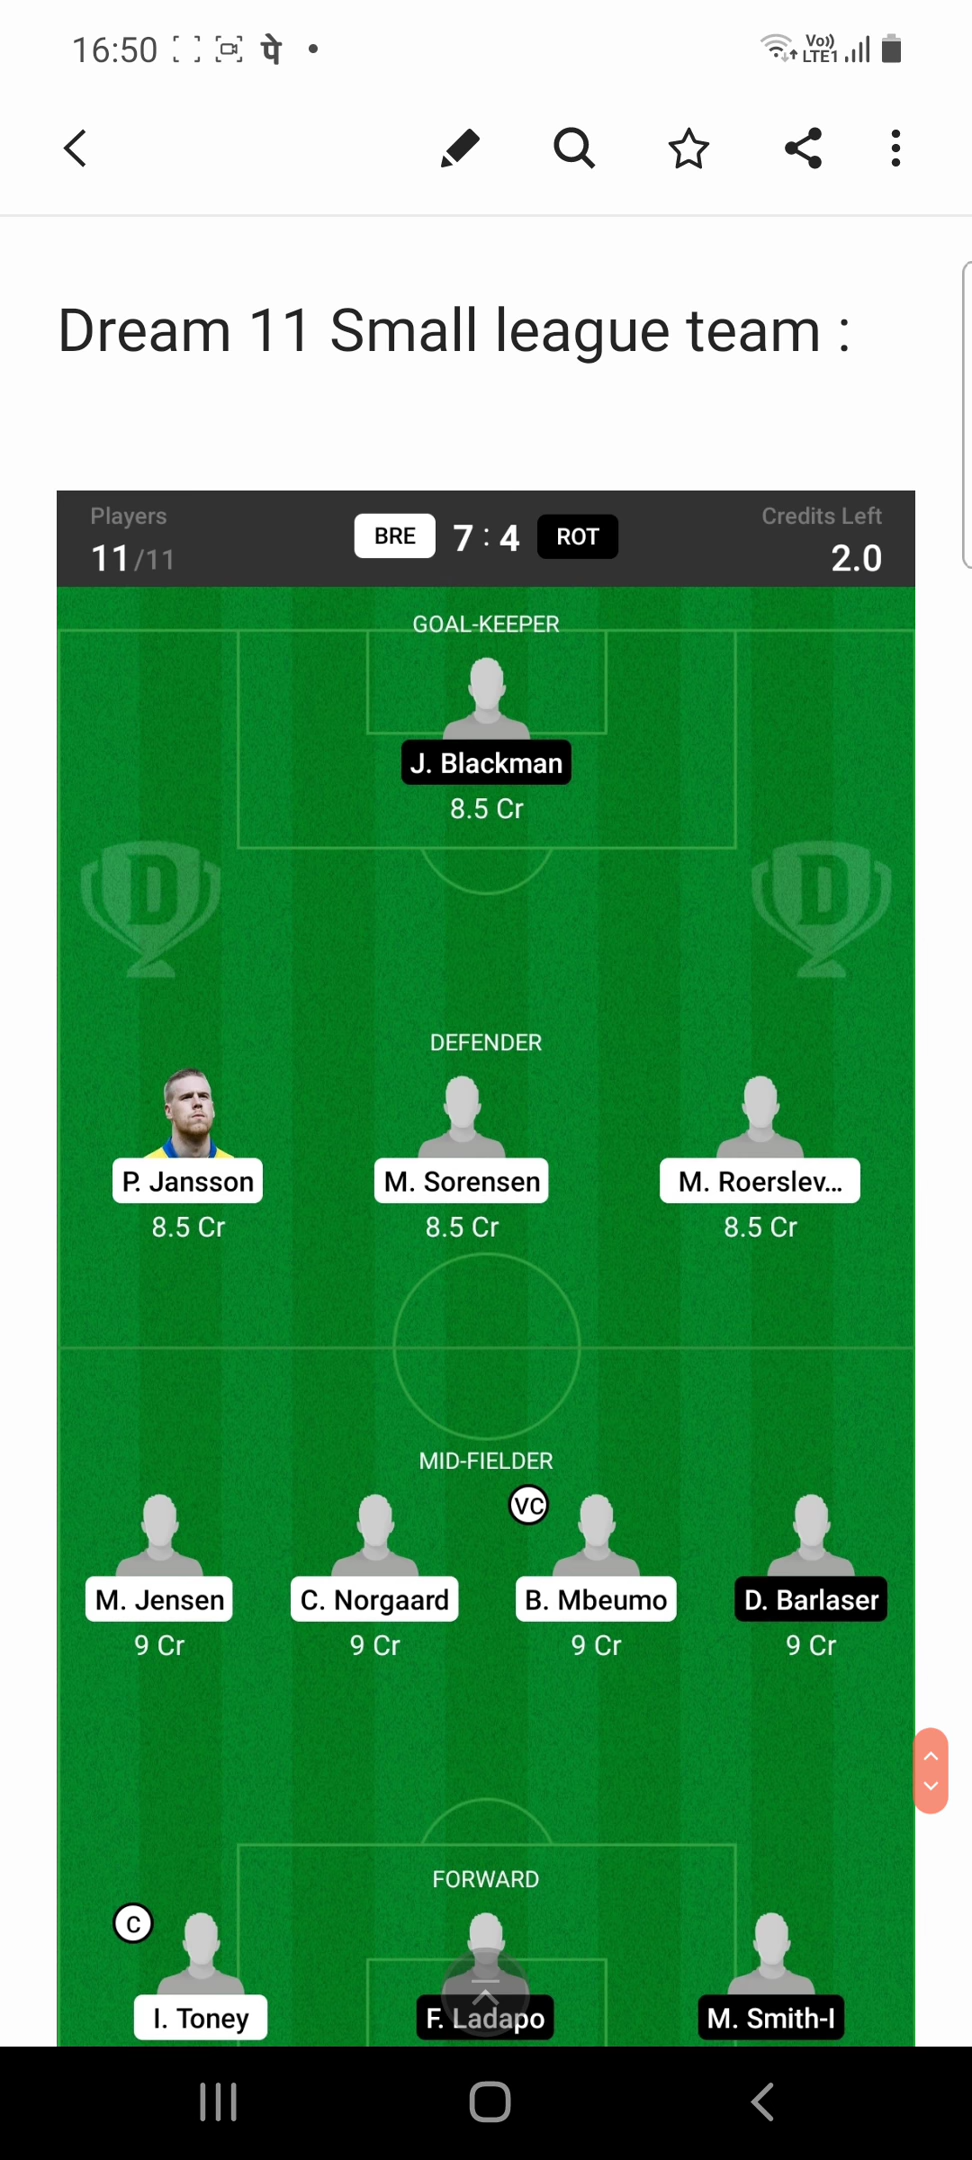 16:50 पे Vo)) LTE1
Dream 11 Small league team :
Players Credits Left
11/11 BRE 7 : 4 ROT 2.0
GOAL-KEEPER
J. Blackman
8.5 Cr
D D
DEFENDER
P. Jansson M. Sorensen M. Roerslev...
8.5 Cr 8.5 Cr 8.5 Cr
MID-FIELDER
VC
M. Jensen C. Norgaard B. Mbeumo D. Barlaser
9 Cr 9 Cr 9 Cr 9 Cr
FORWARD
C
I. Toney F. Ladapo M. Smith-I